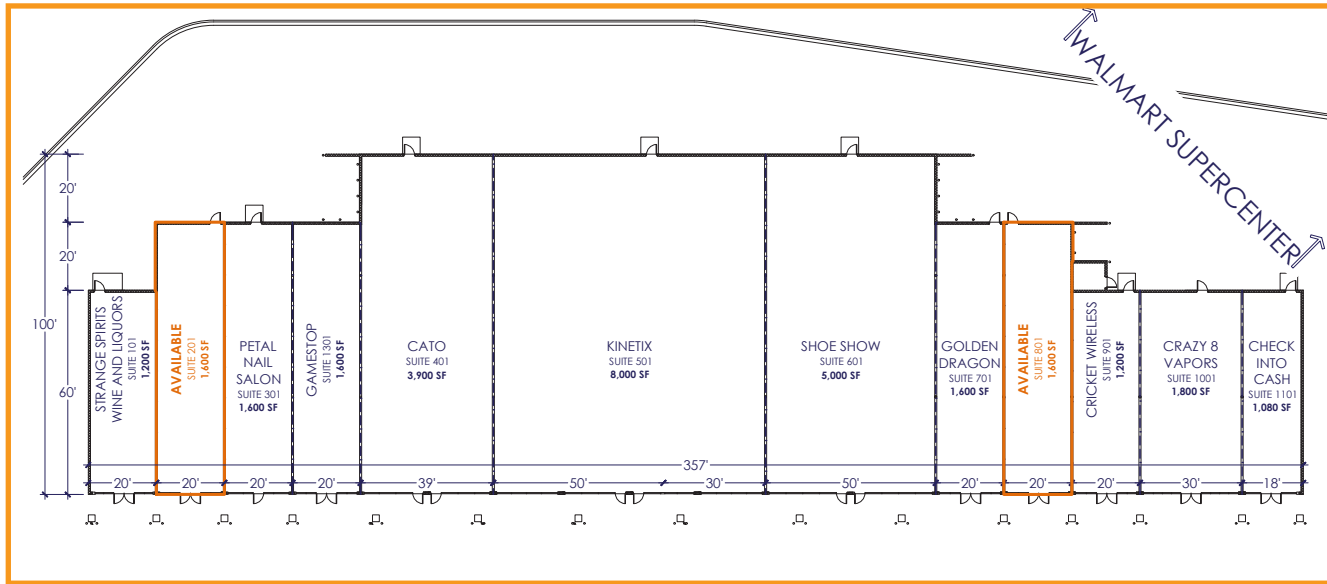 WALMART SUPERCENTER
20'
20'
100'
60'
STRANGE SPIRITS
WINE AND LIQUORS
SUITE 101
1,200 SF
AVAILABLE
SUITE 201
1,600 SF
PETAL
NAIL
SALON
SUITE 301
1,600 SF
GAMESTOP
SUITE 1301
1,600 SF
CATO
SUITE 401
3,900 SF
KINETIX
SUITE 501
8,000 SF
SHOE SHOW
SUITE 601
5,000 SF
GOLDEN
DRAGON
SUITE 701
1,600 SF
AVAILABLE
SUITE 801
1,600 SF
CRICKET WIRELESS
SUITE 901
1,200 SF
CRAZY 8
VAPORS
SUITE 1001
1,800 SF
CHECK
INTO
CASH
SUITE 1101
1,080 SF
357'
20'
20'
20'
20'
39'
50'
30'
50'
20'
20'
20'
30'
18'